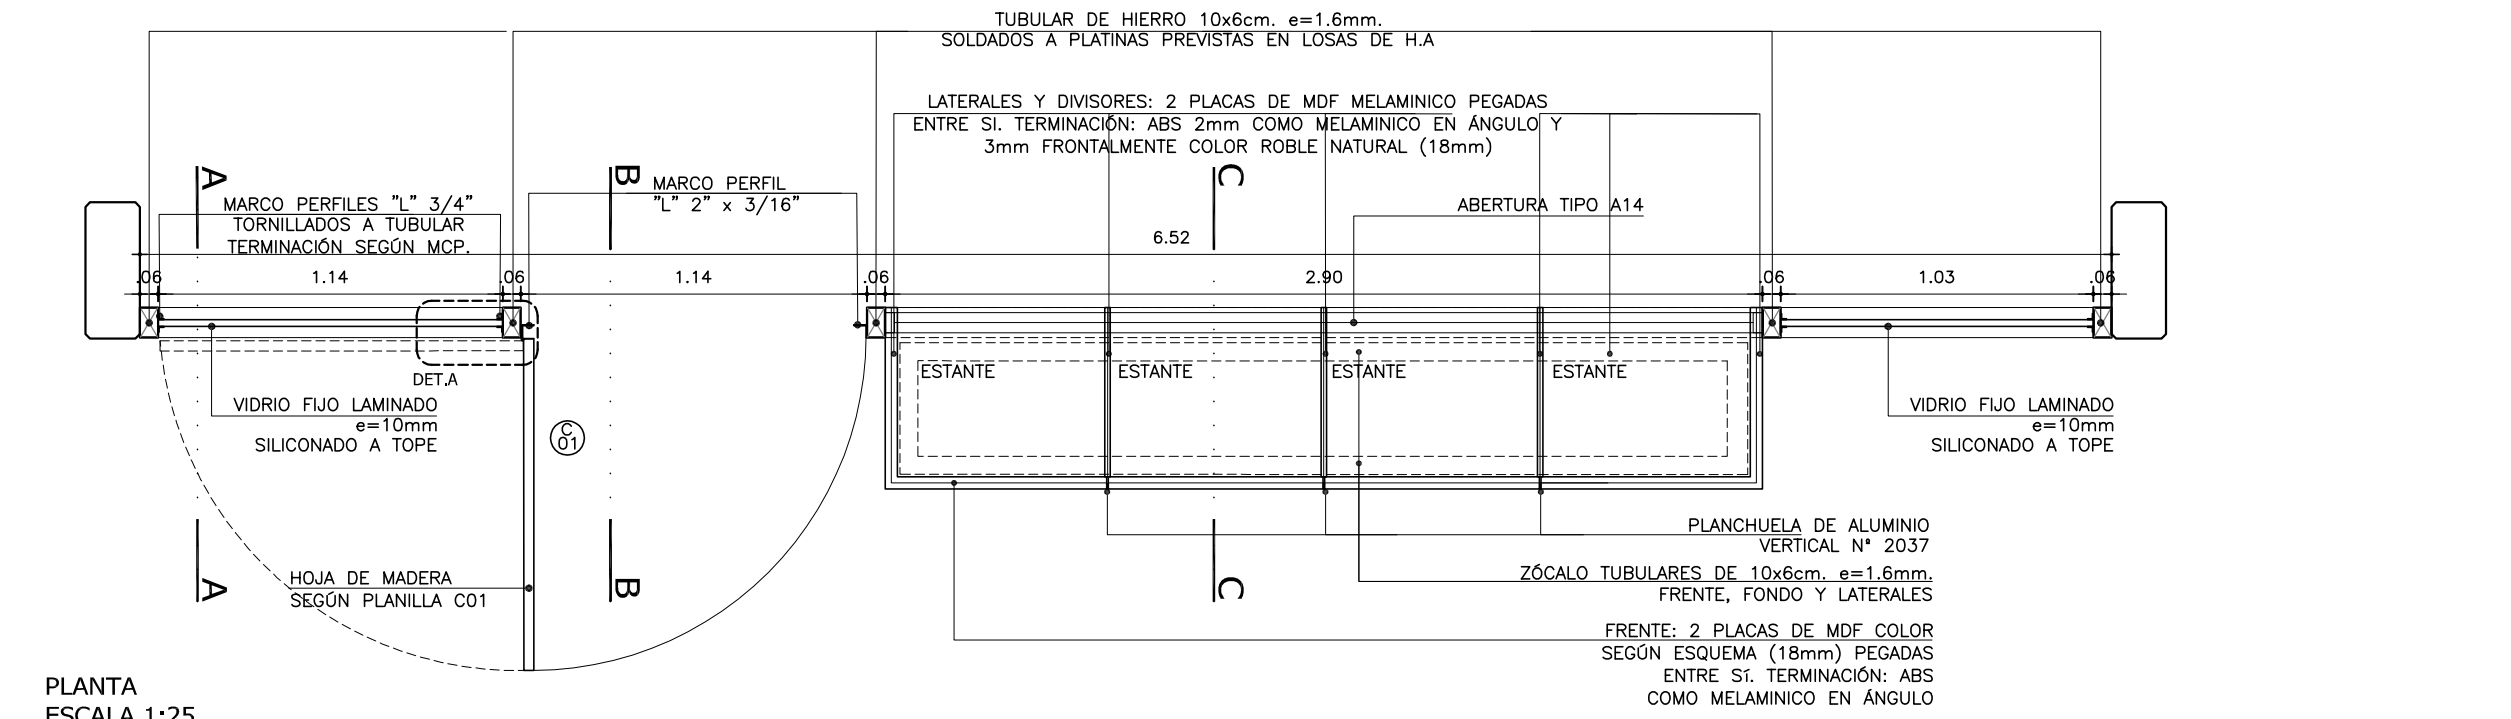 TUBULAR DE HIERRO 10x6cm. e=1.6mm.
SOLDADOS A PLATINAS PREVISTAS EN LOSAS DE H.A
LATERALES Y DIVISORES: 2 PLACAS DE MDF MELAMINICO PEGADAS
ENTRE SI. TERMINACIÓN: ABS 2mm COMO MELAMINICO EN ÁNGULO Y
3mm FRONTALMENTE COLOR ROBLE NATURAL (18mm)
A
B
C
MARCO PERFILES "L" 3/4"
TORNILLADOS A TUBULAR
TERMINACIÓN SEGÚN MCP.
MARCO PERFIL
"L" 2" x 3/16"
ABERTURA TIPO A14
6.52
.06
1.14
.06
1.14
.06
2.90
.06
1.03
.06
ESTANTE
ESTANTE
ESTANTE
ESTANTE
DET.A
VIDRIO FIJO LAMINADO
e=10mm
SILICONADO A TOPE
C
01
VIDRIO FIJO LAMINADO
e=10mm
SILICONADO A TOPE
PLANCHUELA DE ALUMINIO
VERTICAL Nº 2037
ZÓCALO TUBULARES DE 10x6cm. e=1.6mm.
FRENTE, FONDO Y LATERALES
A
B
C
HOJA DE MADERA
SEGÚN PLANILLA C01
FRENTE: 2 PLACAS DE MDF COLOR
SEGÚN ESQUEMA (18mm) PEGADAS
ENTRE Sí. TERMINACIÓN: ABS
COMO MELAMINICO EN ÁNGULO
PLANTA
ESCALA 1:25